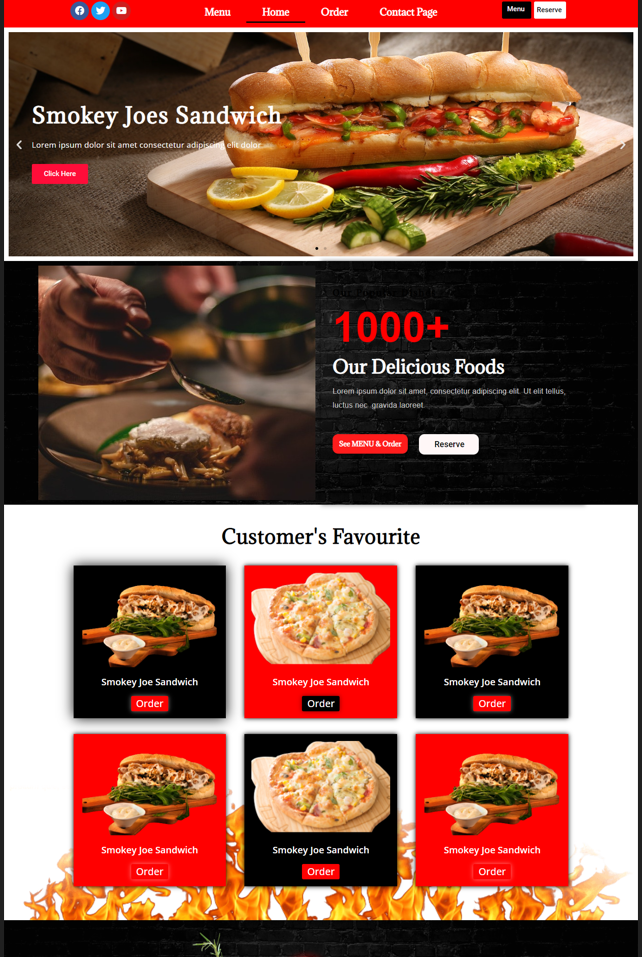 Menu Home Order Contact Page Menu Reserve
Smokey Joes Sandwich
Lorem ipsum dolor sit amet consectetur adipiscing elit dolor
Click Here
1000+
Our Delicious Foods
Lorem ipsum dolor sit amet, consectetur adipiscing elit. Ut elit tellus,
luctus nec gravida laoreet
See MENU & Order Reserve
Customer's Favourite
Smokey Joe Sandwich Smokey Joe Sandwich Smokey Joe Sandwich
Order Order Order
Smokey Joe Sandwich Smokey Joe Sandwich Smokey Joe Sandwich
Order Order Order